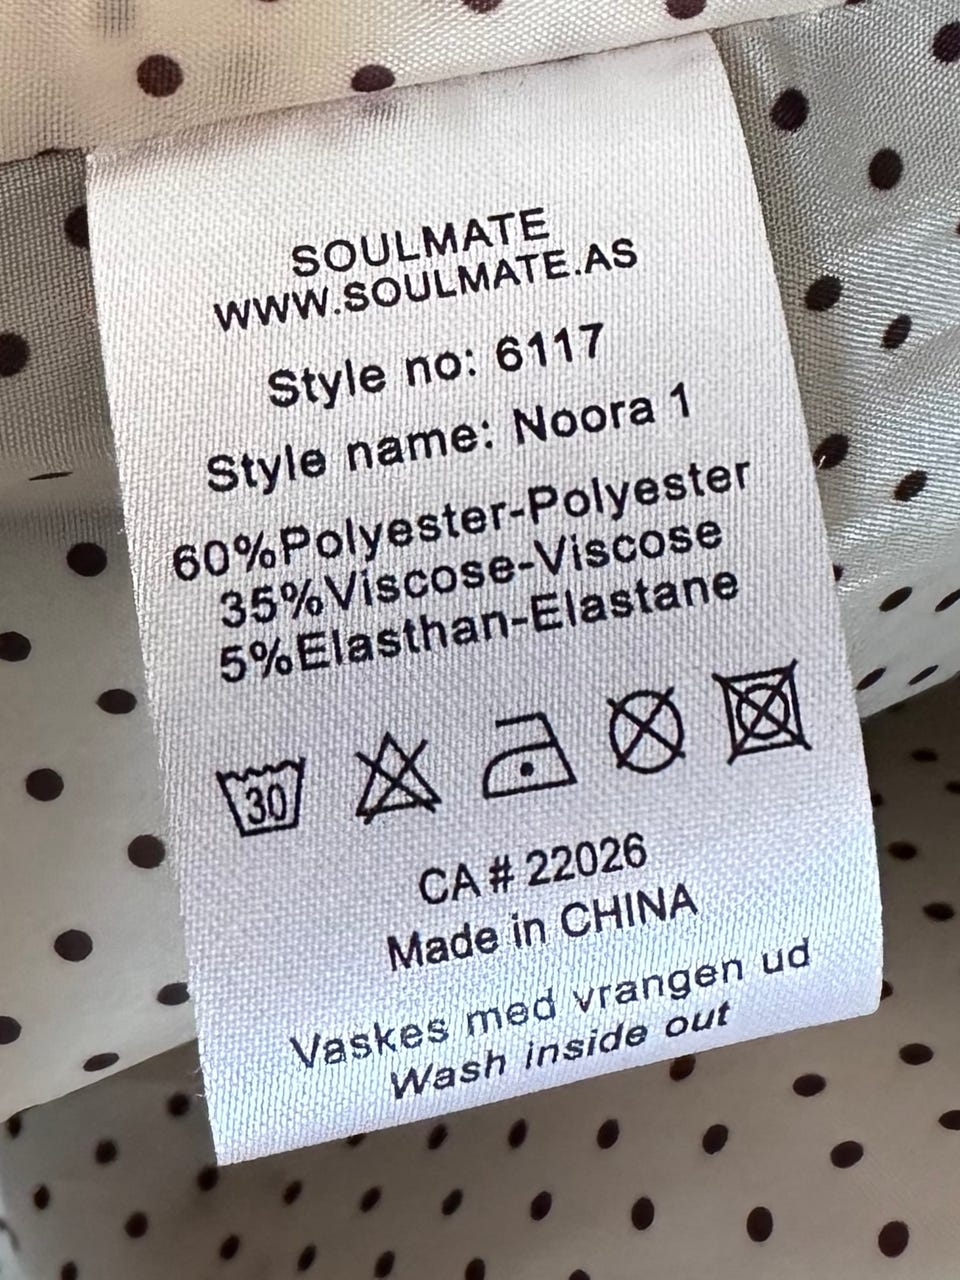 SOULMATE
WWW.SOULMATE.AS
Style no: 6117
Style name: Noora 1
60%Polyester-Polyester
35%Viscose-Viscose
5%Elasthan-Elastane
30
CA # 22026
Made in CHINA
Vaskes med vrangen ud
Wash inside out